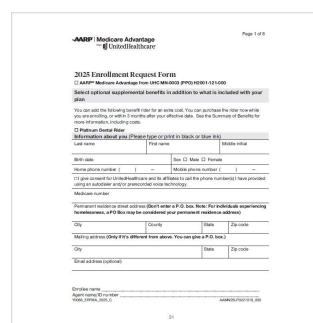 Page 1 of 8
AARP | Medicare Advantage
from UnitedHealthcare
2025 Enrollment Request Form
☐ AARP® Medicare Advantage from UHC MN-0003 (PPO) H2001-121-000
Select optional supplemental benefits in addition to what is included with your
plan
You can add the following benefit rider for an extra cost. You can purchase the rider now while
you are enrolling, or within 3 months after your effective date. See the Summary of Benefits for
more information, including costs.
☐ Platinum Dental Rider
Information about you (Please type or print in black or blue ink)
Last name First name Middle initial
Birth date Sex ☐ Male ☐ Female
Home phone number ( ) – Mobile phone number ( ) –
☐ I give consent for UnitedHealthcare and its affiliates to call the phone number(s) I have provided
using an autodialer and/or prerecorded voice technology.
Medicare number
Permanent residence street address (Don't enter a P.O. box. Note: For individuals experiencing
homelessness, a PO Box may be considered your permanent residence address)
City County State Zip code
Mailing address (Only if it's different from above. You can give a P.O. box.)
City State Zip code
Email address (optional)
Enrollee name
Agent name/ID number
31